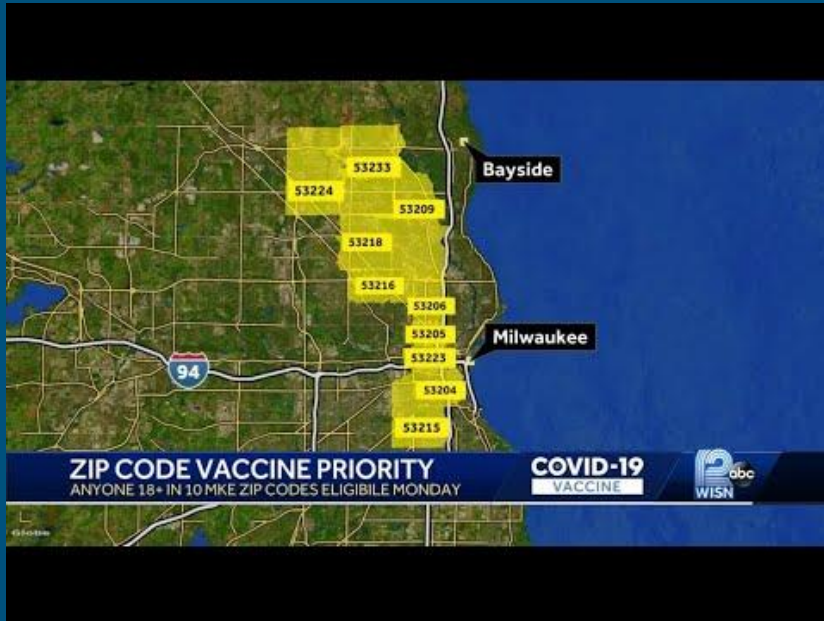 53233
Bayside
53224
53209
53218
53216
53206
53205
Milwaukee
53223
94
53204
53215
ZIP CODE VACCINE PRIORITY
ANYONE 18+ IN 10 MKE ZIP CODES ELIGIBILE MONDAY
COVID-19
VACCINE
12
abc
WISN